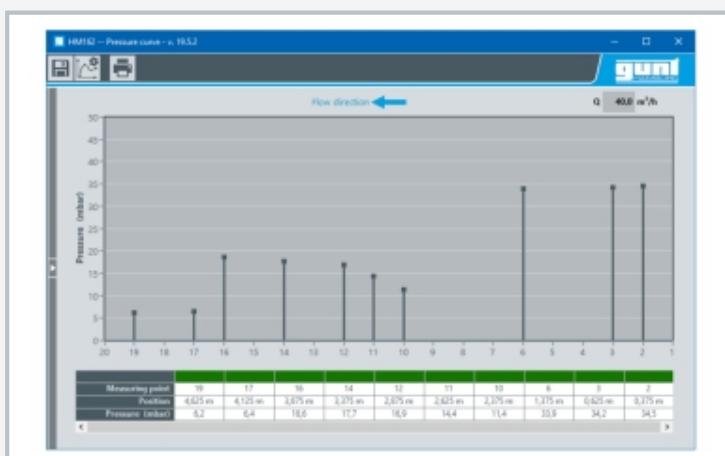 HM162 -- Pressure curve - v. 19.5.2
gunt
Flow direction
Q 40,0 m³/h
Pressure (mbar)
50
45
40
35
30
25
20
15
10
5
0
20 19 18 17 16 15 14 13 12 11 10 9 8 7 6 5 4 3 2 1
Measuring point 19 17 16 14 12 11 10 6 3 2
Position 4,625 m 4,125 m 3,875 m 3,375 m 2,875 m 2,625 m 2,375 m 1,375 m 0,625 m 0,375 m
Pressure (mbar) 6,2 6,4 18,6 17,7 16,9 14,4 11,4 33,9 34,2 34,5